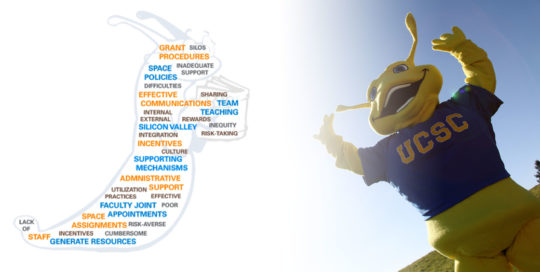 GRANT SILOS
PROCEDURES
SPACE INADEQUATE
POLICIES SUPPORT
DIFFICULTIES
EFFECTIVE SHARING
COMMUNICATIONS TEAM
INTERNAL TEACHING
EXTERNAL REWARDS
SILICON VALLEY INEQUITY
INTEGRATION RISK-TAKING
INCENTIVES
CULTURE
SUPPORTING
MECHANISMS
ADMNISTRATIVE
UTILIZATION SUPPORT
PRACTICES EFFECTIVE
FACULTY JOINT POOR
SPACE APPOINTMENTS
LACK ASSIGNMENTS RISK-AVERSE
OF
STAFF INCENTIVES CUMBERSOME
GENERATE RESOURCES
UCSC